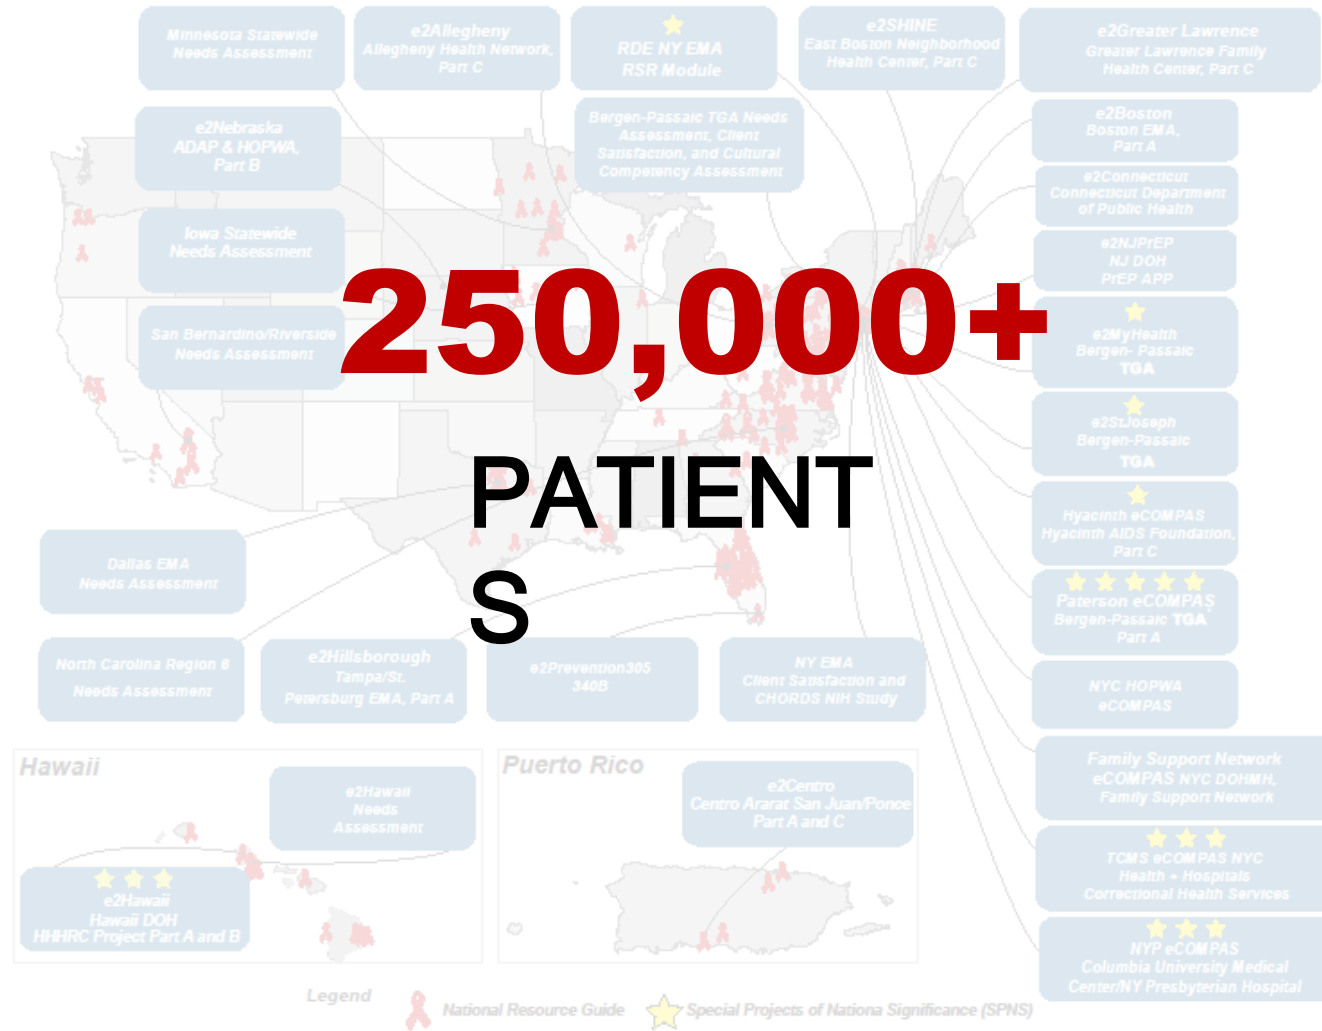 Minnesota Statewide
Needs Assessment
e2Allegheny
Allegheny Health Network,
Part C
RDE NY EMA
RSR Module
e2SHINE
East Boston Neighborhood
Health Center, Part C
e2Greater Lawrence
Greater Lawrence Family
Health Center, Part C
e2Nebraska
ADAP & HOPWA,
Part B
Bergen-Passaic TGA Needs
Assessment, Client
Satisfaction, and Cultural
Competency Assessment
e2Boston
Boston EMA,
Part A
e2Connecticut
Connecticut Department
of Public Health
Iowa Statewide
Needs Assessment
e2NJPrEP
NJ DOH
PrEP APP
San Bernardino/Riverside
Needs Assessment
250,000+
e2MyHealth
Bergen- Passaic
TGA
e2StJoseph
Bergen-Passaic
TGA
PATIENT
S
Hyacinth eCOMPAS
Hyacinth AIDS Foundation,
Part C
Dallas EMA
Needs Assessment
Paterson eCOMPAS
Bergen-Passaic TGA
Part A
North Carolina Region 6
Needs Assessment
e2Hillsborough
Tampa/St.
Petersburg EMA, Part A
e2Prevention305
340B
NY EMA
Client Satisfaction and
CHORDS NIH Study
NYC HOPWA
eCOMPAS
Family Support Network
eCOMPAS NYC DOHMH,
Family Support Network
Hawaii
e2Hawaii
Needs
Assessment
Puerto Rico
e2Centro
Centro Ararat San Juan/Ponce
Part A and C
TCMS eCOMPAS NYC
Health + Hospitals
Correctional Health Services
e2Hawaii
Hawaii DOH
HHHRC Project Part A and B
NYP eCOMPAS
Columbia University Medical
Center/NY Presbyterian Hospital
Legend
National Resource Guide
Special Projects of Nationa Significance (SPNS)